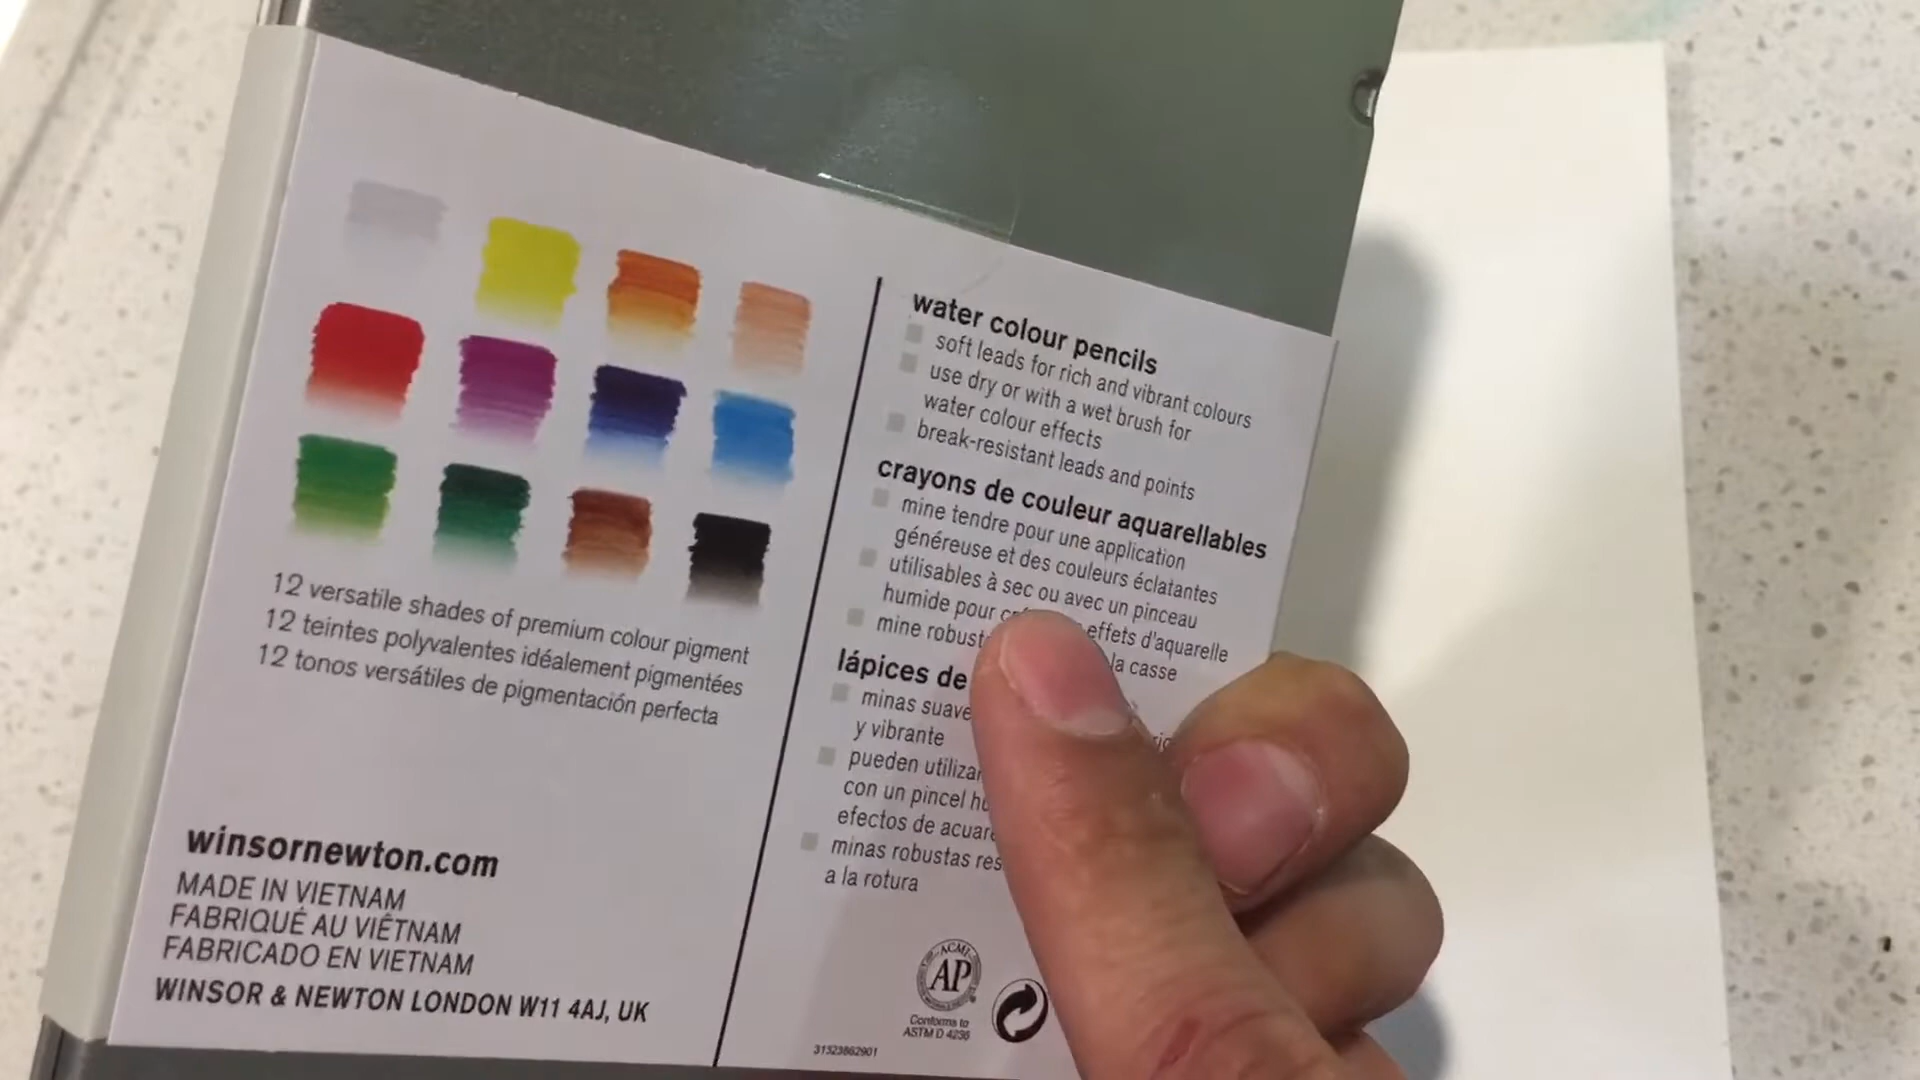 12 versatile shades of premium colour pigment
12 teintes polyvalentes idéalement pigmentées
12 tonos versátiles de pigmentación perfecta
winsornewton.com
MADE IN VIETNAM
FABRIQUÉ AU VIÊTNAM
FABRICADO EN VIETNAM
WINSOR & NEWTON LONDON W11 4AJ, UK
water colour pencils
soft leads for rich and vibrant colours
use dry or with a wet brush for
water colour effects
break-resistant leads and points
crayons de couleur aquarellables
mine tendre pour une application
généreuse et des couleurs éclatantes
utilisables à sec ou avec un pinceau
humide pour effets d'aquarelle
mine la casse
lápices de
minas
y vibrante
pueden
con un pincel
efectos de
minas robustas
a la rotura
ACMI
AP
Conforms to
ASTM D 4236
31523862901